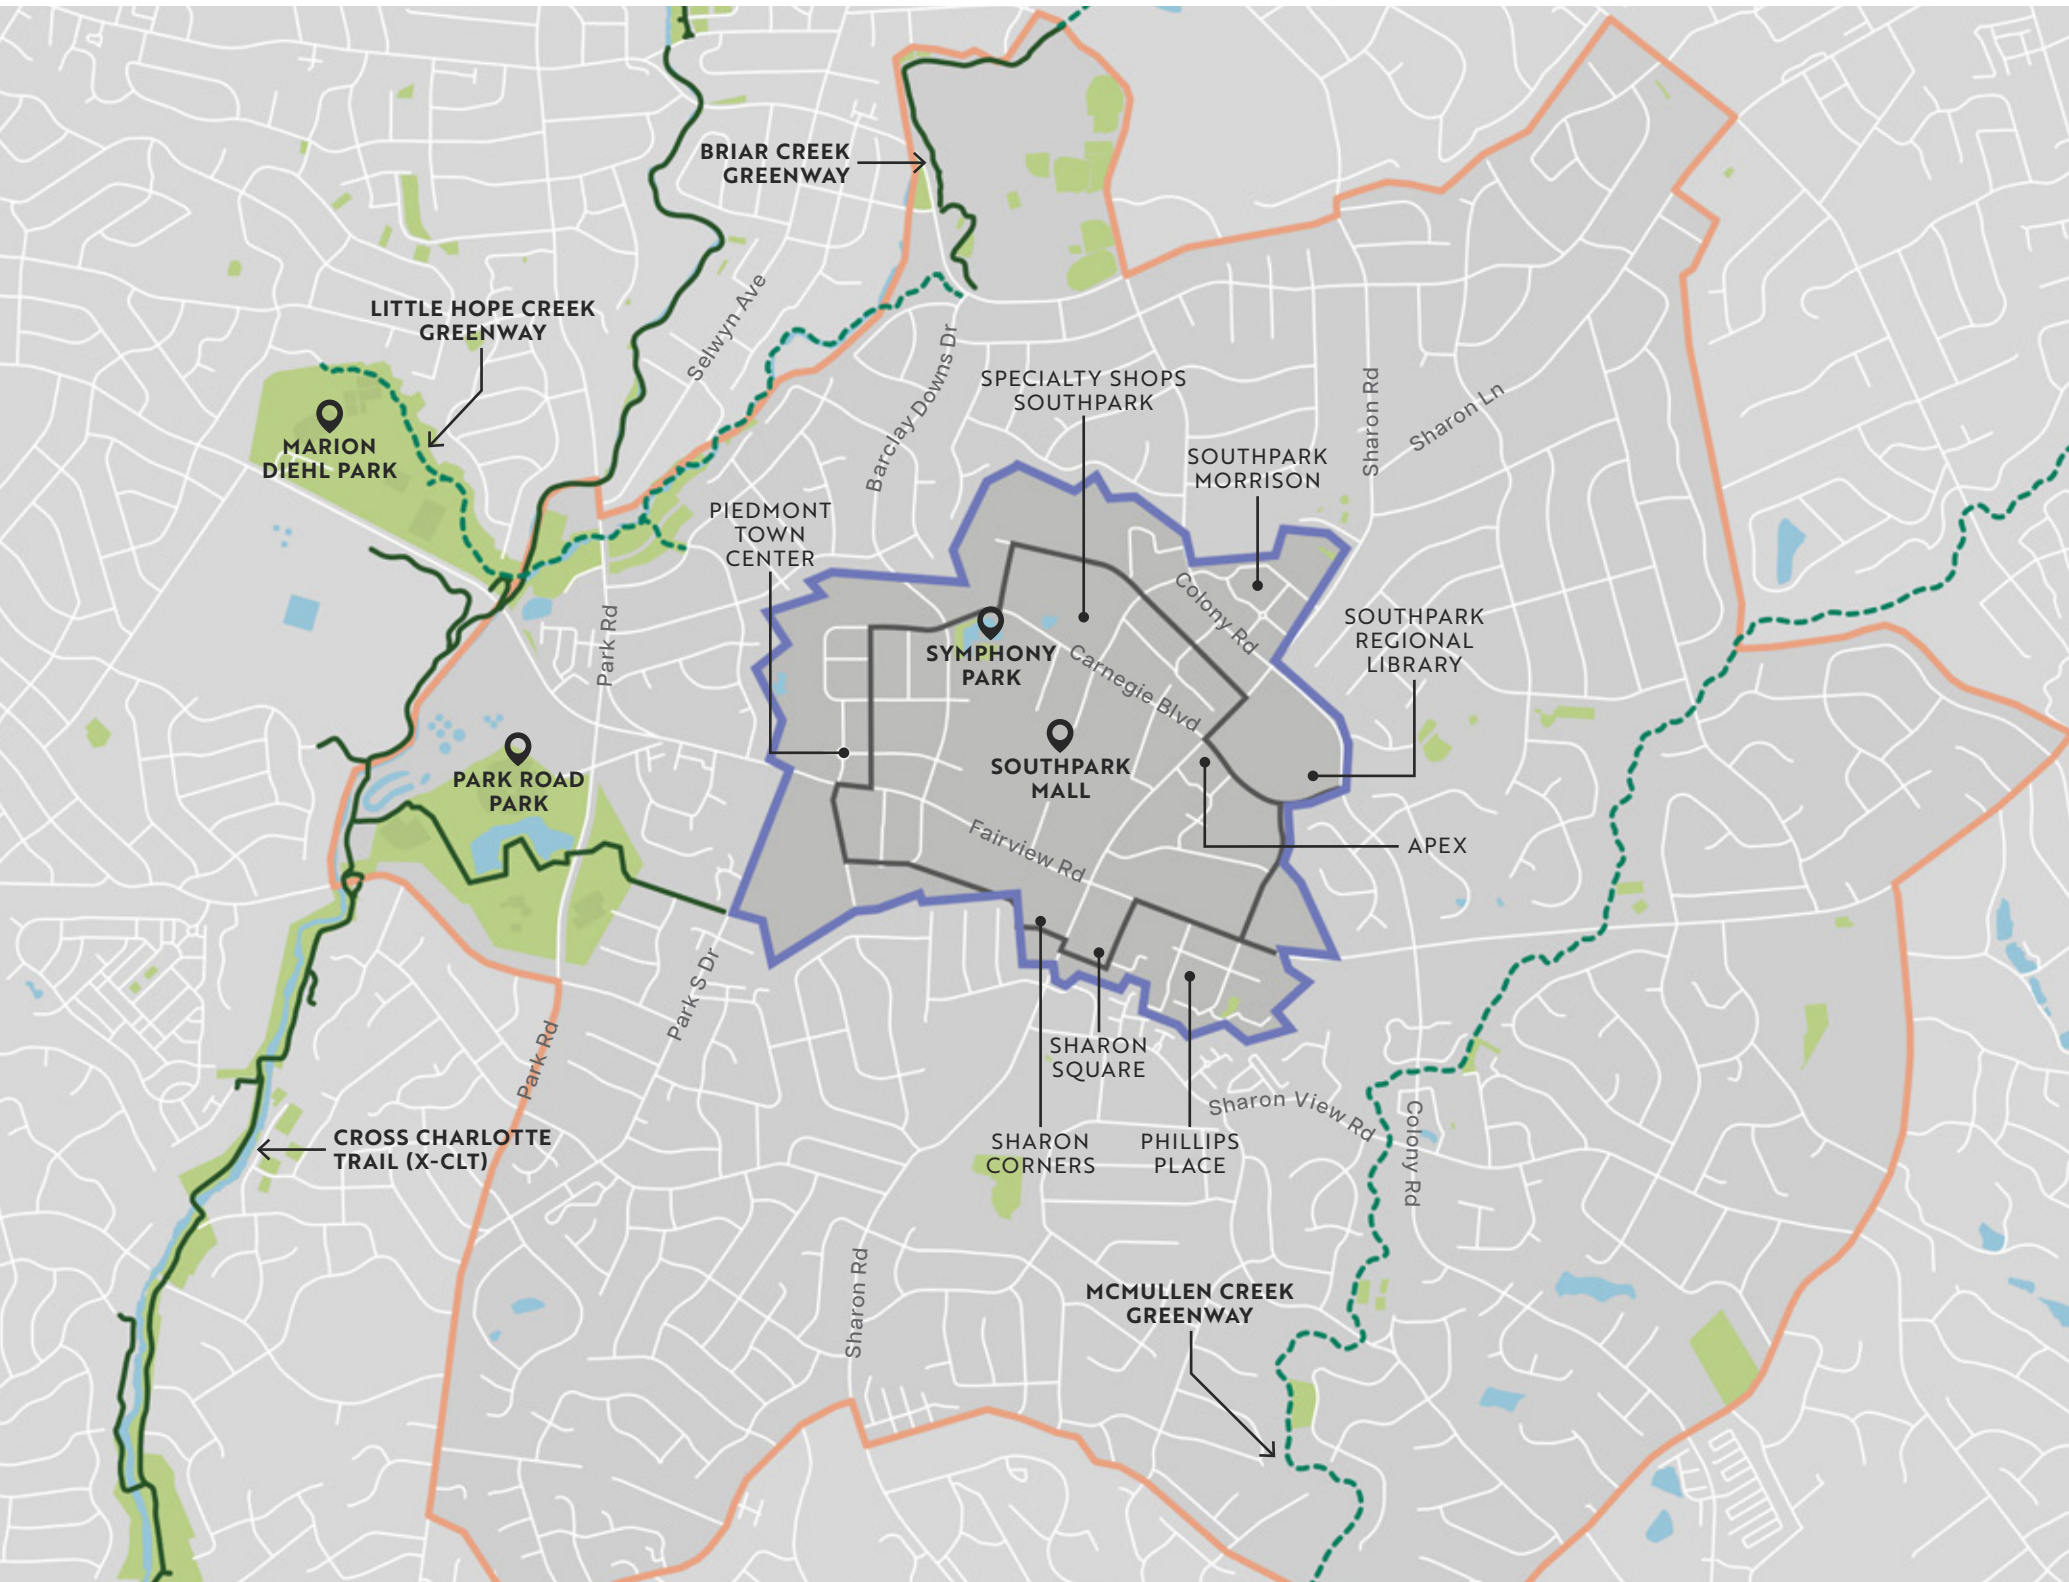 BRIAR CREEK
GREENWAY
Selwyn Ave
LITTLE HOPE CREEK
GREENWAY
Barclay Downs Dr
SPECIALTY SHOPS
SOUTHPARK
Sharon Rd
Sharon Ln
MARION
DIEHL PARK
SOUTHPARK
MORRISON
PIEDMONT
TOWN
CENTER
Colony Rd
Park Rd
SOUTHPARK
REGIONAL
LIBRARY
SYMPHONY
PARK
Carnegie Blvd
SOUTHPARK
MALL
PARK ROAD
PARK
Fairview Rd
APEX
Park S Dr
Park Rd
SHARON
SQUARE
Sharon View Rd
Colony Rd
CROSS CHARLOTTE
TRAIL (X-CLT)
SHARON
CORNERS
PHILLIPS
PLACE
Sharon Rd
MCMULLEN CREEK
GREENWAY